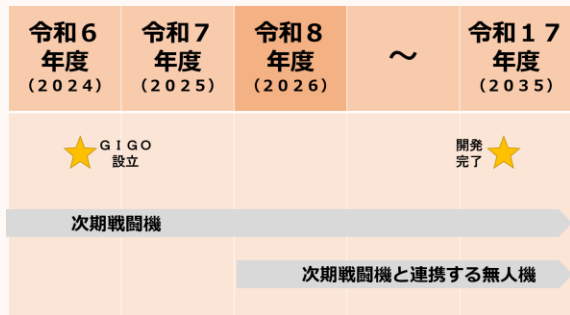 令和６
年度
（２０２４）
令和７
年度
（２０２５）
令和８
年度
（２０２６）
～
令和１７
年度
（２０３５）
ＧＩＧＯ
設立
開発
完了
次期戦闘機
次期戦闘機と連携する無人機